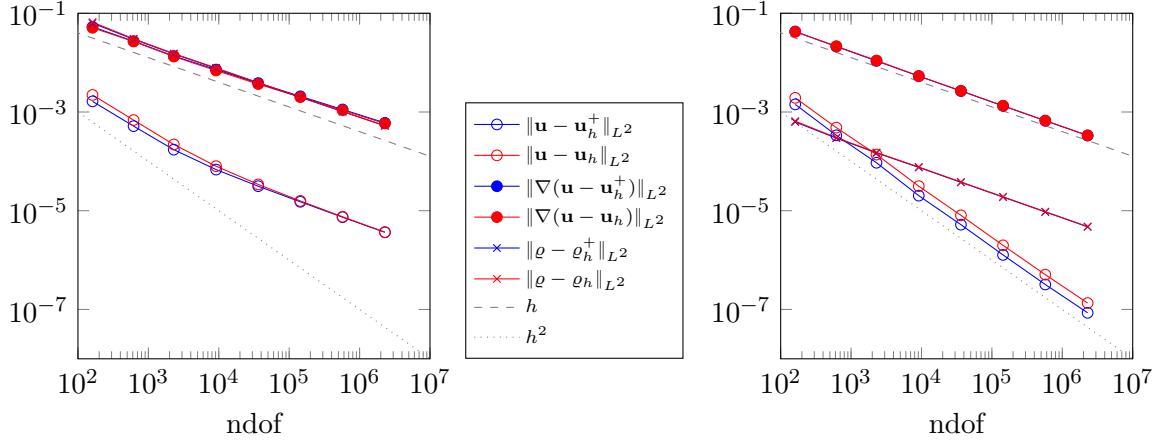 10^{-1}
10^{-3}
10^{-5}
10^{-7}
10^2 10^3 10^4 10^5 10^6 10^7
ndof
‖u − u_h^+‖_{L^2}
‖u − u_h‖_{L^2}
‖∇(u − u_h^+)‖_{L^2}
‖∇(u − u_h)‖_{L^2}
‖ϱ − ϱ_h^+‖_{L^2}
‖ϱ − ϱ_h‖_{L^2}
h
h^2
10^{-1}
10^{-3}
10^{-5}
10^{-7}
10^2 10^3 10^4 10^5 10^6 10^7
ndof